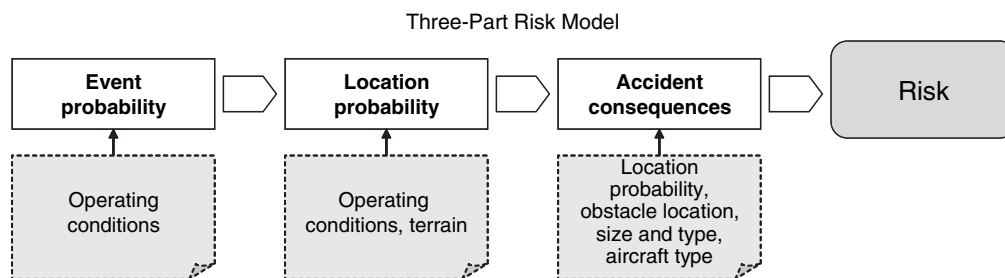 Three-Part Risk Model
Event
probability
Location
probability
Accident
consequences
Risk
Operating
conditions
Operating
conditions, terrain
Location
probability,
obstacle location,
size and type,
aircraft type